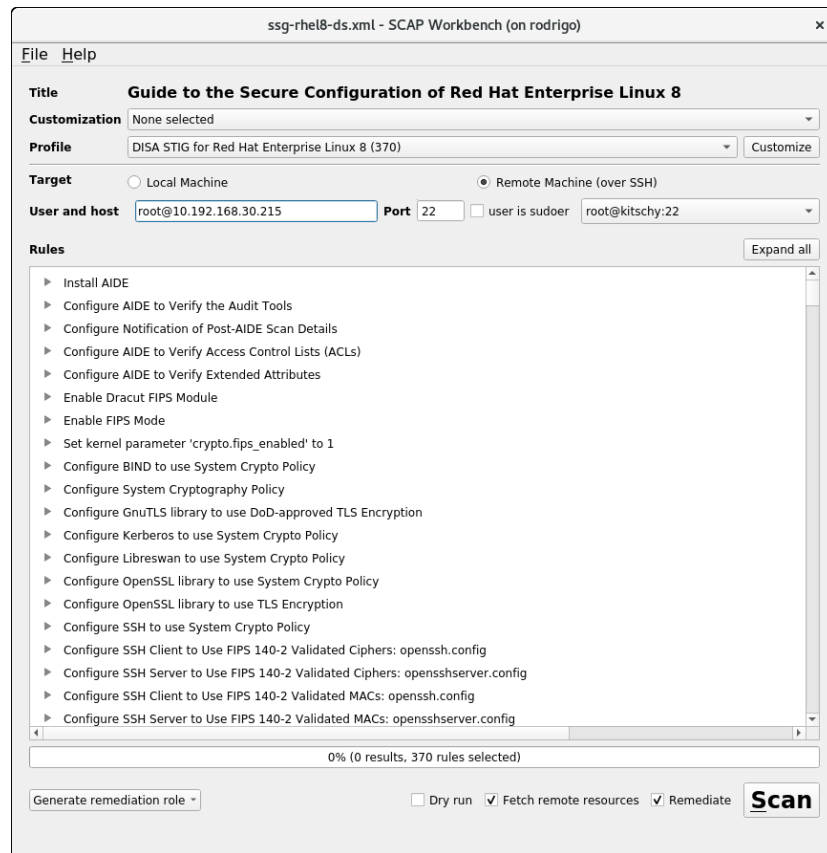 ssg-rhel8-ds.xml - SCAP Workbench (on rodrigo)
File Help
Title Guide to the Secure Configuration of Red Hat Enterprise Linux 8
Customization None selected
Profile DISA STIG for Red Hat Enterprise Linux 8 (370) Customize
Target Local Machine Remote Machine (over SSH)
User and host root@10.192.168.30.215 Port 22 user is sudoer root@kitschy:22
Rules Expand all
Install AIDE
Configure AIDE to Verify the Audit Tools
Configure Notification of Post-AIDE Scan Details
Configure AIDE to Verify Access Control Lists (ACLs)
Configure AIDE to Verify Extended Attributes
Enable Dracut FIPS Module
Enable FIPS Mode
Set kernel parameter 'crypto.fips_enabled' to 1
Configure BIND to use System Crypto Policy
Configure System Cryptography Policy
Configure GnuTLS library to use DoD-approved TLS Encryption
Configure Kerberos to use System Crypto Policy
Configure Libreswan to use System Crypto Policy
Configure OpenSSL library to use System Crypto Policy
Configure OpenSSL library to use TLS Encryption
Configure SSH to use System Crypto Policy
Configure SSH Client to Use FIPS 140-2 Validated Ciphers: openssh.config
Configure SSH Server to Use FIPS 140-2 Validated Ciphers: opensshserver.config
Configure SSH Client to Use FIPS 140-2 Validated MACs: openssh.config
Configure SSH Server to Use FIPS 140-2 Validated MACs: opensshserver.config
0% (0 results, 370 rules selected)
Generate remediation role Dry run Fetch remote resources Remediate Scan